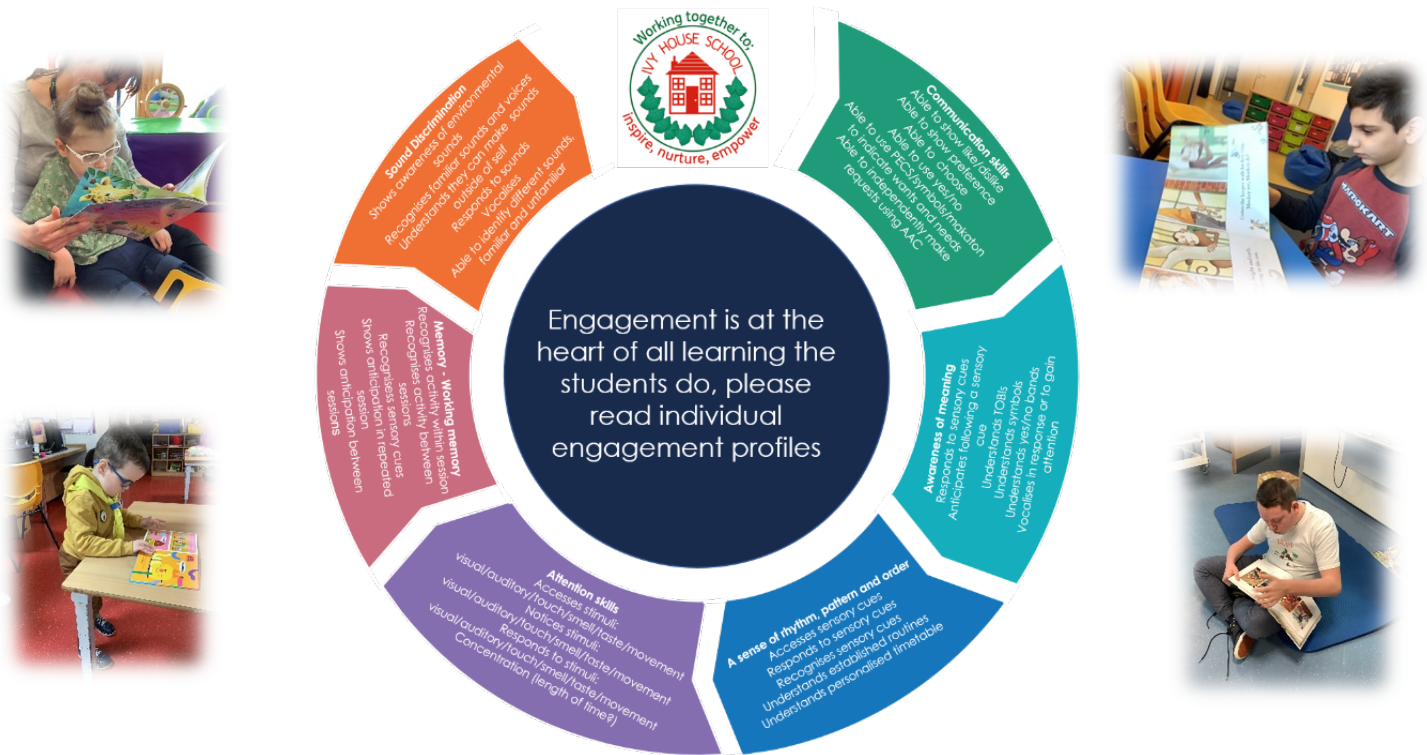 Working together to;
IVY HOUSE SCHOOL
inspire, nurture, empower
Communication skills
Able to show like/dislike
Able to show preference
Able to choose
Able to use yes/no
Able to use PECS/symbols/makaton
to indicate wants and needs
Able to independently make
requests using AAC
Awareness of meaning
Responds to sensory cues
Anticipates following a sensory
cue
Understands TOBIs
Understands symbols
Understands yes/no bands
Vocalises in response or to gain
attention
A sense of rhythm, pattern and order
Accesses sensory cues
Responds to sensory cues
Recognises sensory cues
Understands established routines
Understands personalised timetable
Attention skills
Accesses stimuli:
visual/auditory/touch/smell/taste/movement
Notices stimuli:
visual/auditory/touch/smell/taste/movement
Responds to stimuli:
visual/auditory/touch/smell/taste/movement
Concentration (length of time?)
Memory - Working memory
Recognises activity within session
Recognises activity between
sessions
Recognisess sensory cues
Shows anticipation in repeated
session
Shows anticipation between
sessions
Sound Discrimination
Shows awareness of environmental
sounds
Recognises familiar sounds and voices
Understands they can make sounds
outside of self
Responds to sounds
Vocalises
Able to identify different sounds,
familiar and unfamiliar
Engagement is at the
heart of all learning the
students do, please
read individual
engagement profiles
MARIOKART